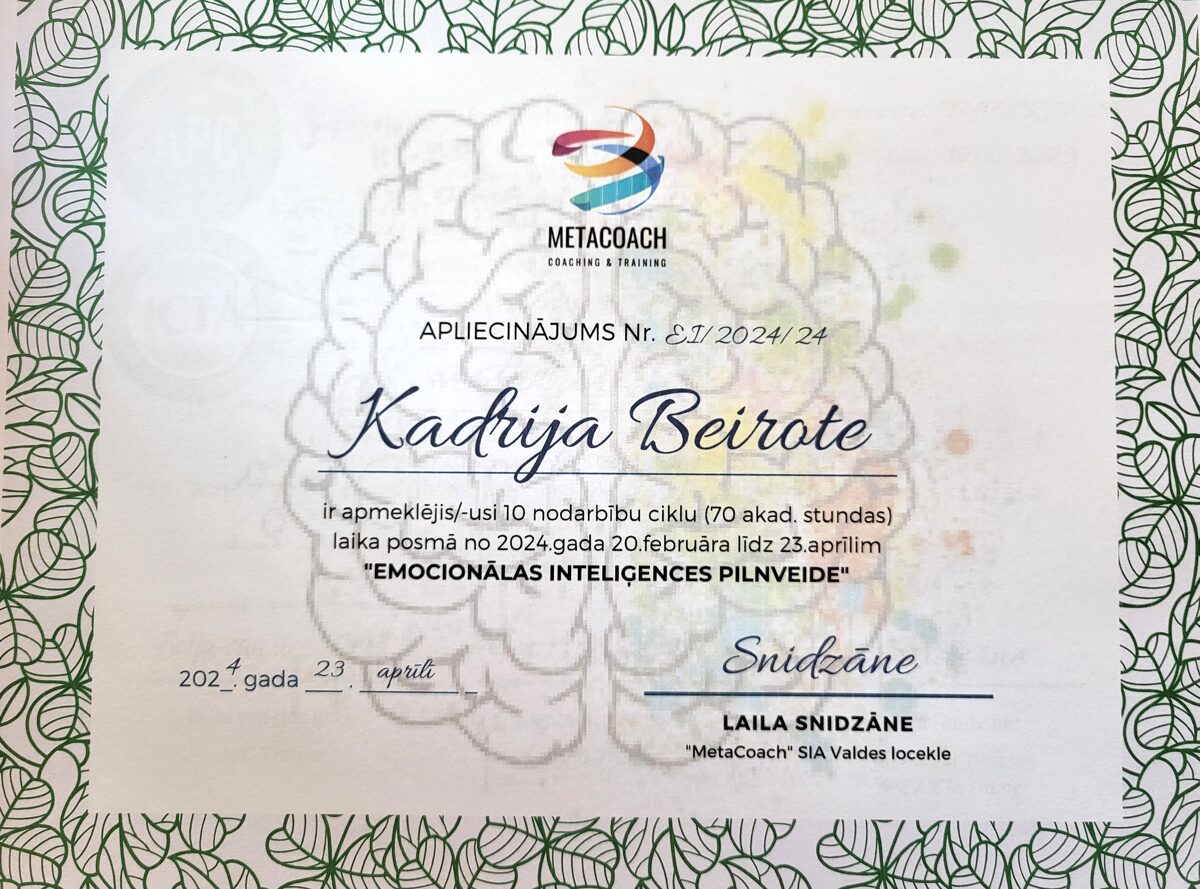 METACOACH
COACHING & TRAINING
APLIECINĀJUMS Nr. EI/2024/24
Kadrija Beirote
ir apmeklējis/-usi 10 nodarbību ciklu (70 akad. stundas)
laika posmā no 2024.gada 20.februāra līdz 23.aprīlim
"EMOCIONĀLAS INTELIĢENCES PILNVEIDE"
Snidzāne
2024. gada 23. aprīlī
LAILA SNIDZĀNE
"MetaCoach" SIA Valdes locekle